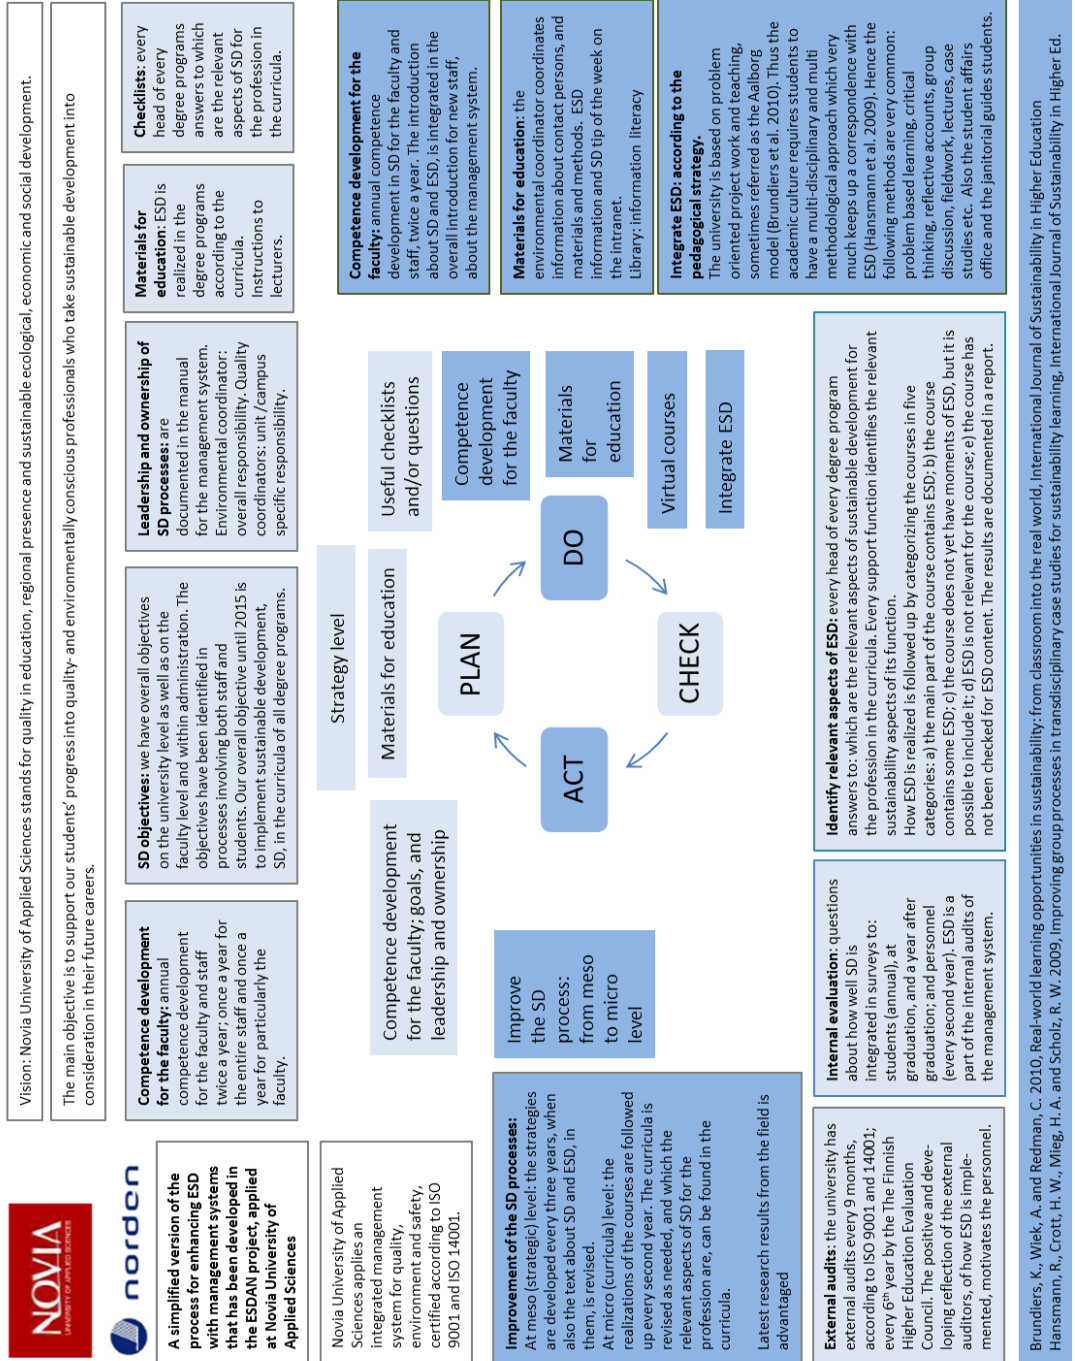 NOVIA
UNIVERSITY OF APPLIED SCIENCES
norden
Vision: Novia University of Applied Sciences stands for quality in education, regional presence and sustainable ecological, economic and social development.
The main objective is to support our students' progress into quality- and environmentally conscious professionals who take sustainable development into
consideration in their future careers.
A simplified version of the
process for enhancing ESD
with management systems
that has been developed in
the ESDAN project, applied
at Novia University of
Applied Sciences
Novia University of Applied
Sciences applies an
integrated management
system for quality,
environment and safety,
certified according to ISO
9001 and ISO 14001.
Competence development
for the faculty: annual
competence development
for the faculty and staff
twice a year; once a year for
the entire staff and once a
year for particularly the
faculty.
SD objectives: we have overall objectives
on the university level as well as on the
faculty level and within administration. The
objectives have been identified in
processes involving both staff and
students. Our overall objective until 2015 is
to implement sustainable development,
SD, in the curricula of all degree programs.
Leadership and ownership of
SD processes: are
documented in the manual
for the management system.
Environmental coordinator:
overall responsibility. Quality
coordinators: unit /campus
specific responsibility.
Materials for
education: ESD is
realized in the
degree programs
according to the
curricula.
Instructions to
lecturers.
Checklists: every
head of every
degree programs
answers to which
are the relevant
aspects of SD for
the profession in
the curricula.
Strategy level
Competence development
for the faculty; goals, and
leadership and ownership
Materials for education
Useful checklists
and/or questions
PLAN
DO
CHECK
ACT
Competence
development
for the faculty
Materials
for
education
Virtual courses
Integrate ESD
Improve
the SD
process:
from meso
to micro
level
Competence development for the
faculty: annual competence
development in SD for the faculty and
staff, twice a year. The Introduction
about SD and ESD, is integrated in the
overall introduction for new staff,
about the management system.
Materials for education: the
environmental coordinator coordinates
information about contact persons, and
materials and methods. ESD
information and SD tip of the week on
the intranet.
Library: information literacy
Integrate ESD: according to the
pedagogical strategy.
The university is based on problem
oriented project work and teaching,
sometimes referred as the Aalborg
model (Brundiers et al. 2010). Thus the
academic culture requires students to
have a multi-disciplinary and multi
methodological approach which very
much keeps up a correspondence with
ESD (Hansmann et al. 2009). Hence the
following methods are very common:
problem based learning, critical
thinking, reflective accounts, group
discussion, fieldwork, lectures, case
studies etc. Also the student affairs
office and the janitorial guides students.
Improvement of the SD processes:
At meso (strategic) level: the strategies
are developed every three years, when
also the text about SD and ESD, in
them, is revised.
At micro (curricula) level: the
realizations of the courses are followed
up every second year. The curricula is
revised as needed, and which the
relevant aspects of SD for the
profession are, can be found in the
curricula.
Latest research results from the field is
advantaged
External audits: the university has
external audits every 9 months,
according to ISO 9001 and 14001;
every 6th year by the The Finnish
Higher Education Evaluation
Council. The positive and deve-
loping reflection of the external
auditors, of how ESD is imple-
mented, motivates the personnel.
Internal evaluation: questions
about how well SD is
integrated in surveys to:
students (annual), at
graduation, and a year after
graduation; and personnel
(every second year). ESD is a
part of the internal audits of
the management system.
Identify relevant aspects of ESD: every head of every degree program
answers to: which are the relevant aspects of sustainable development for
the profession in the curricula. Every support function identifies the relevant
sustainability aspects of its function.
How ESD is realized is followed up by categorizing the courses in five
categories: a) the main part of the course contains ESD; b) the course
contains some ESD; c) the course does not yet have moments of ESD, but it is
possible to include it; d) ESD is not relevant for the course; e) the course has
not been checked for ESD content. The results are documented in a report.
Brundiers, K., Wiek, A. and Redman, C. 2010, Real-world learning opportunities in sustainability: from classroom into the real world, International Journal of Sustainability in Higher Education
Hansmann, R., Crott, H. W., Mieg, H. A. and Scholz, R. W. 2009, Improving group processes in transdisciplinary case studies for sustainability learning, International Journal of Sustainability in Higher Ed.